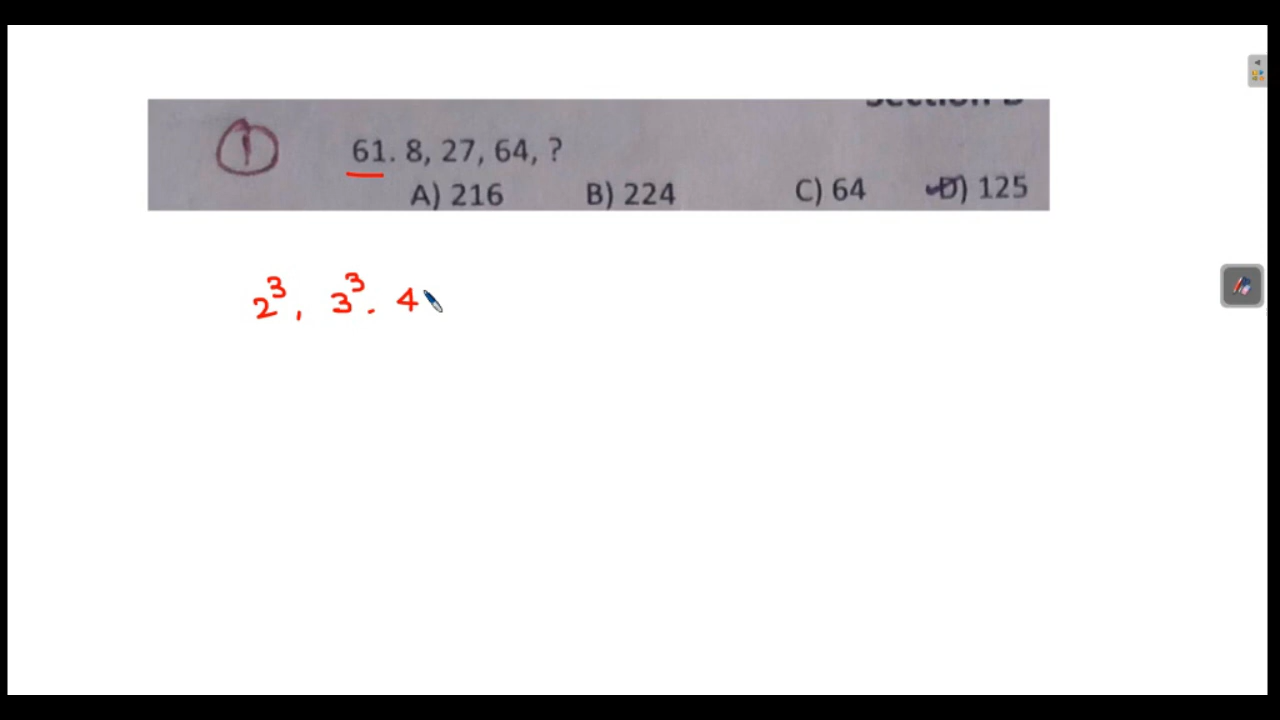 ①
61. 8, 27, 64, ?
A) 216 B) 224 C) 64 D) 125
2³, 3³. 4